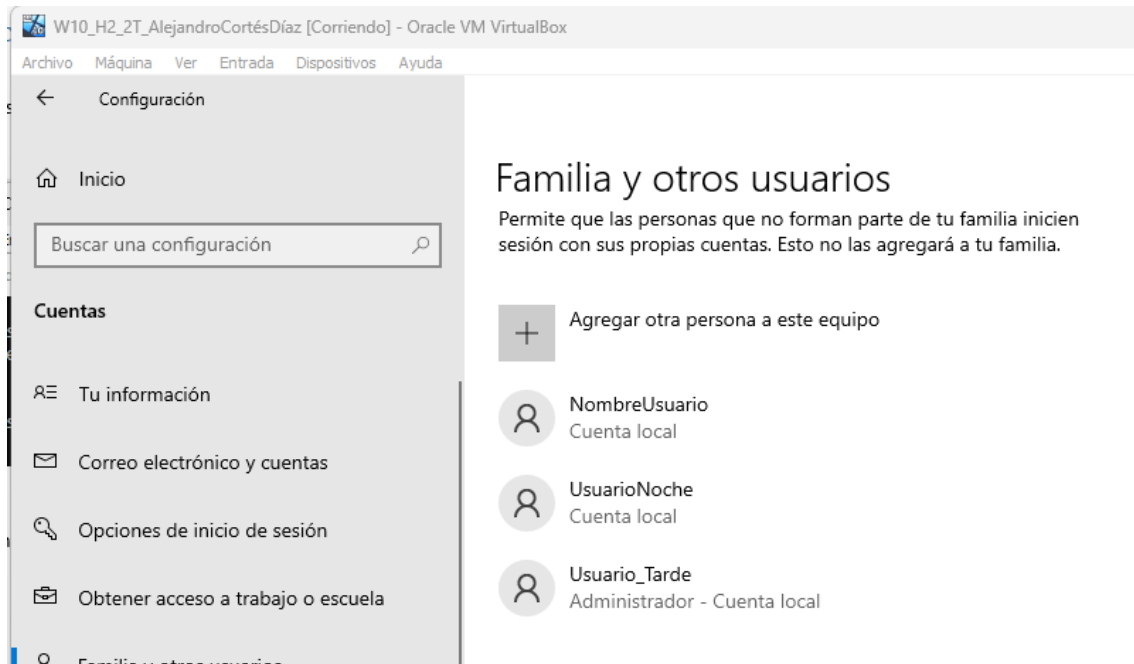 W10_H2_2T_AlejandroCortésDíaz [Corriendo] - Oracle VM VirtualBox
Archivo Máquina Ver Entrada Dispositivos Ayuda
Configuración
Inicio
Buscar una configuración
Cuentas
Tu información
Correo electrónico y cuentas
Opciones de inicio de sesión
Obtener acceso a trabajo o escuela
Familia y otros usuarios
Familia y otros usuarios
Permite que las personas que no forman parte de tu familia inicien
sesión con sus propias cuentas. Esto no las agregará a tu familia.
Agregar otra persona a este equipo
NombreUsuario
Cuenta local
UsuarioNoche
Cuenta local
Usuario_Tarde
Administrador - Cuenta local